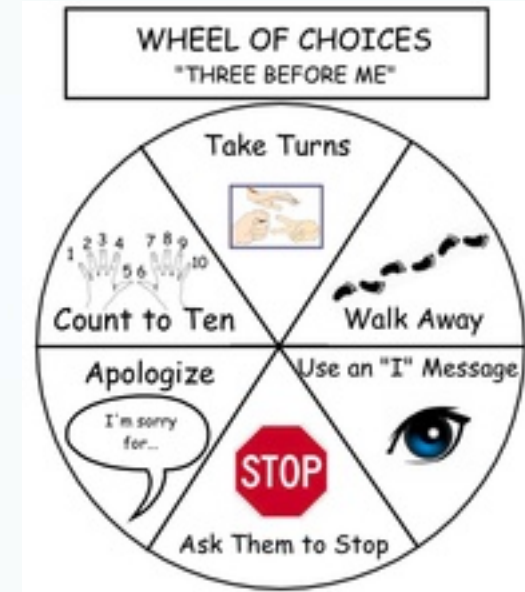 WHEEL OF CHOICES
"THREE BEFORE ME"
Take Turns
1 2 3 4 5 6 7 8 9 10
Count to Ten
Walk Away
Apologize
I'm sorry
for...
Use an "I" Message
STOP
Ask Them to Stop